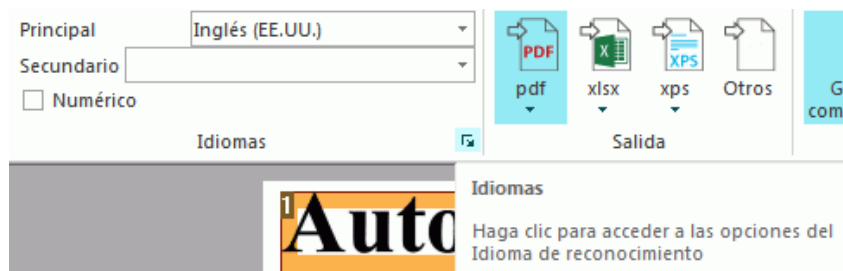 Principal Inglés (EE.UU.)
Secundario
Numérico
Idiomas
PDF
XPS
pdf xlsx xps Otros G
com
Salida
1
Auto
Idiomas
Haga clic para acceder a las opciones del
Idioma de reconocimiento